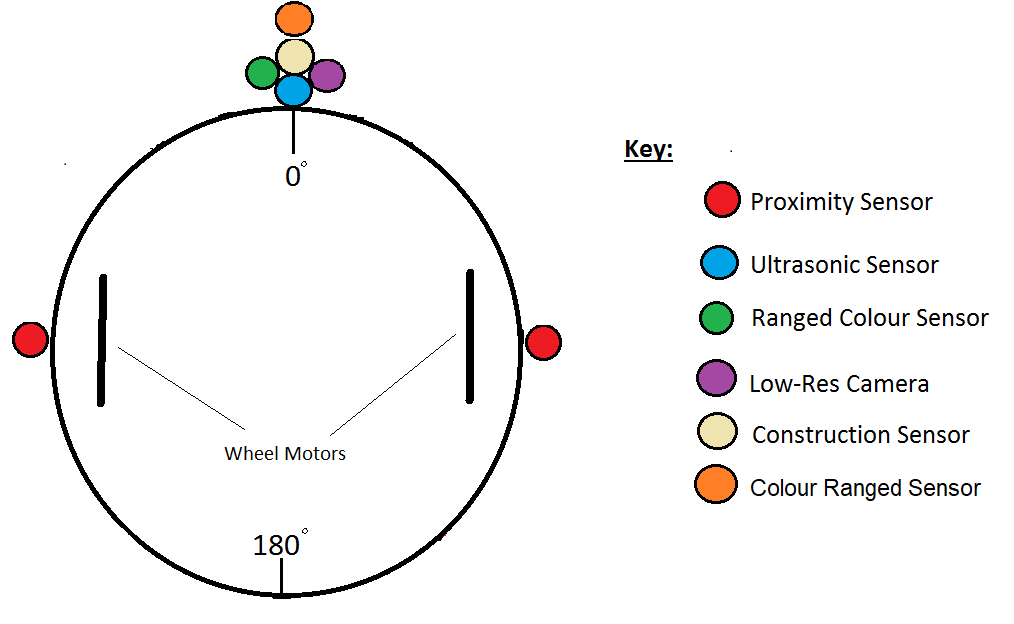 0°
Key:
Proximity Sensor
Ultrasonic Sensor
Ranged Colour Sensor
Low-Res Camera
Construction Sensor
Colour Ranged Sensor
Wheel Motors
180°